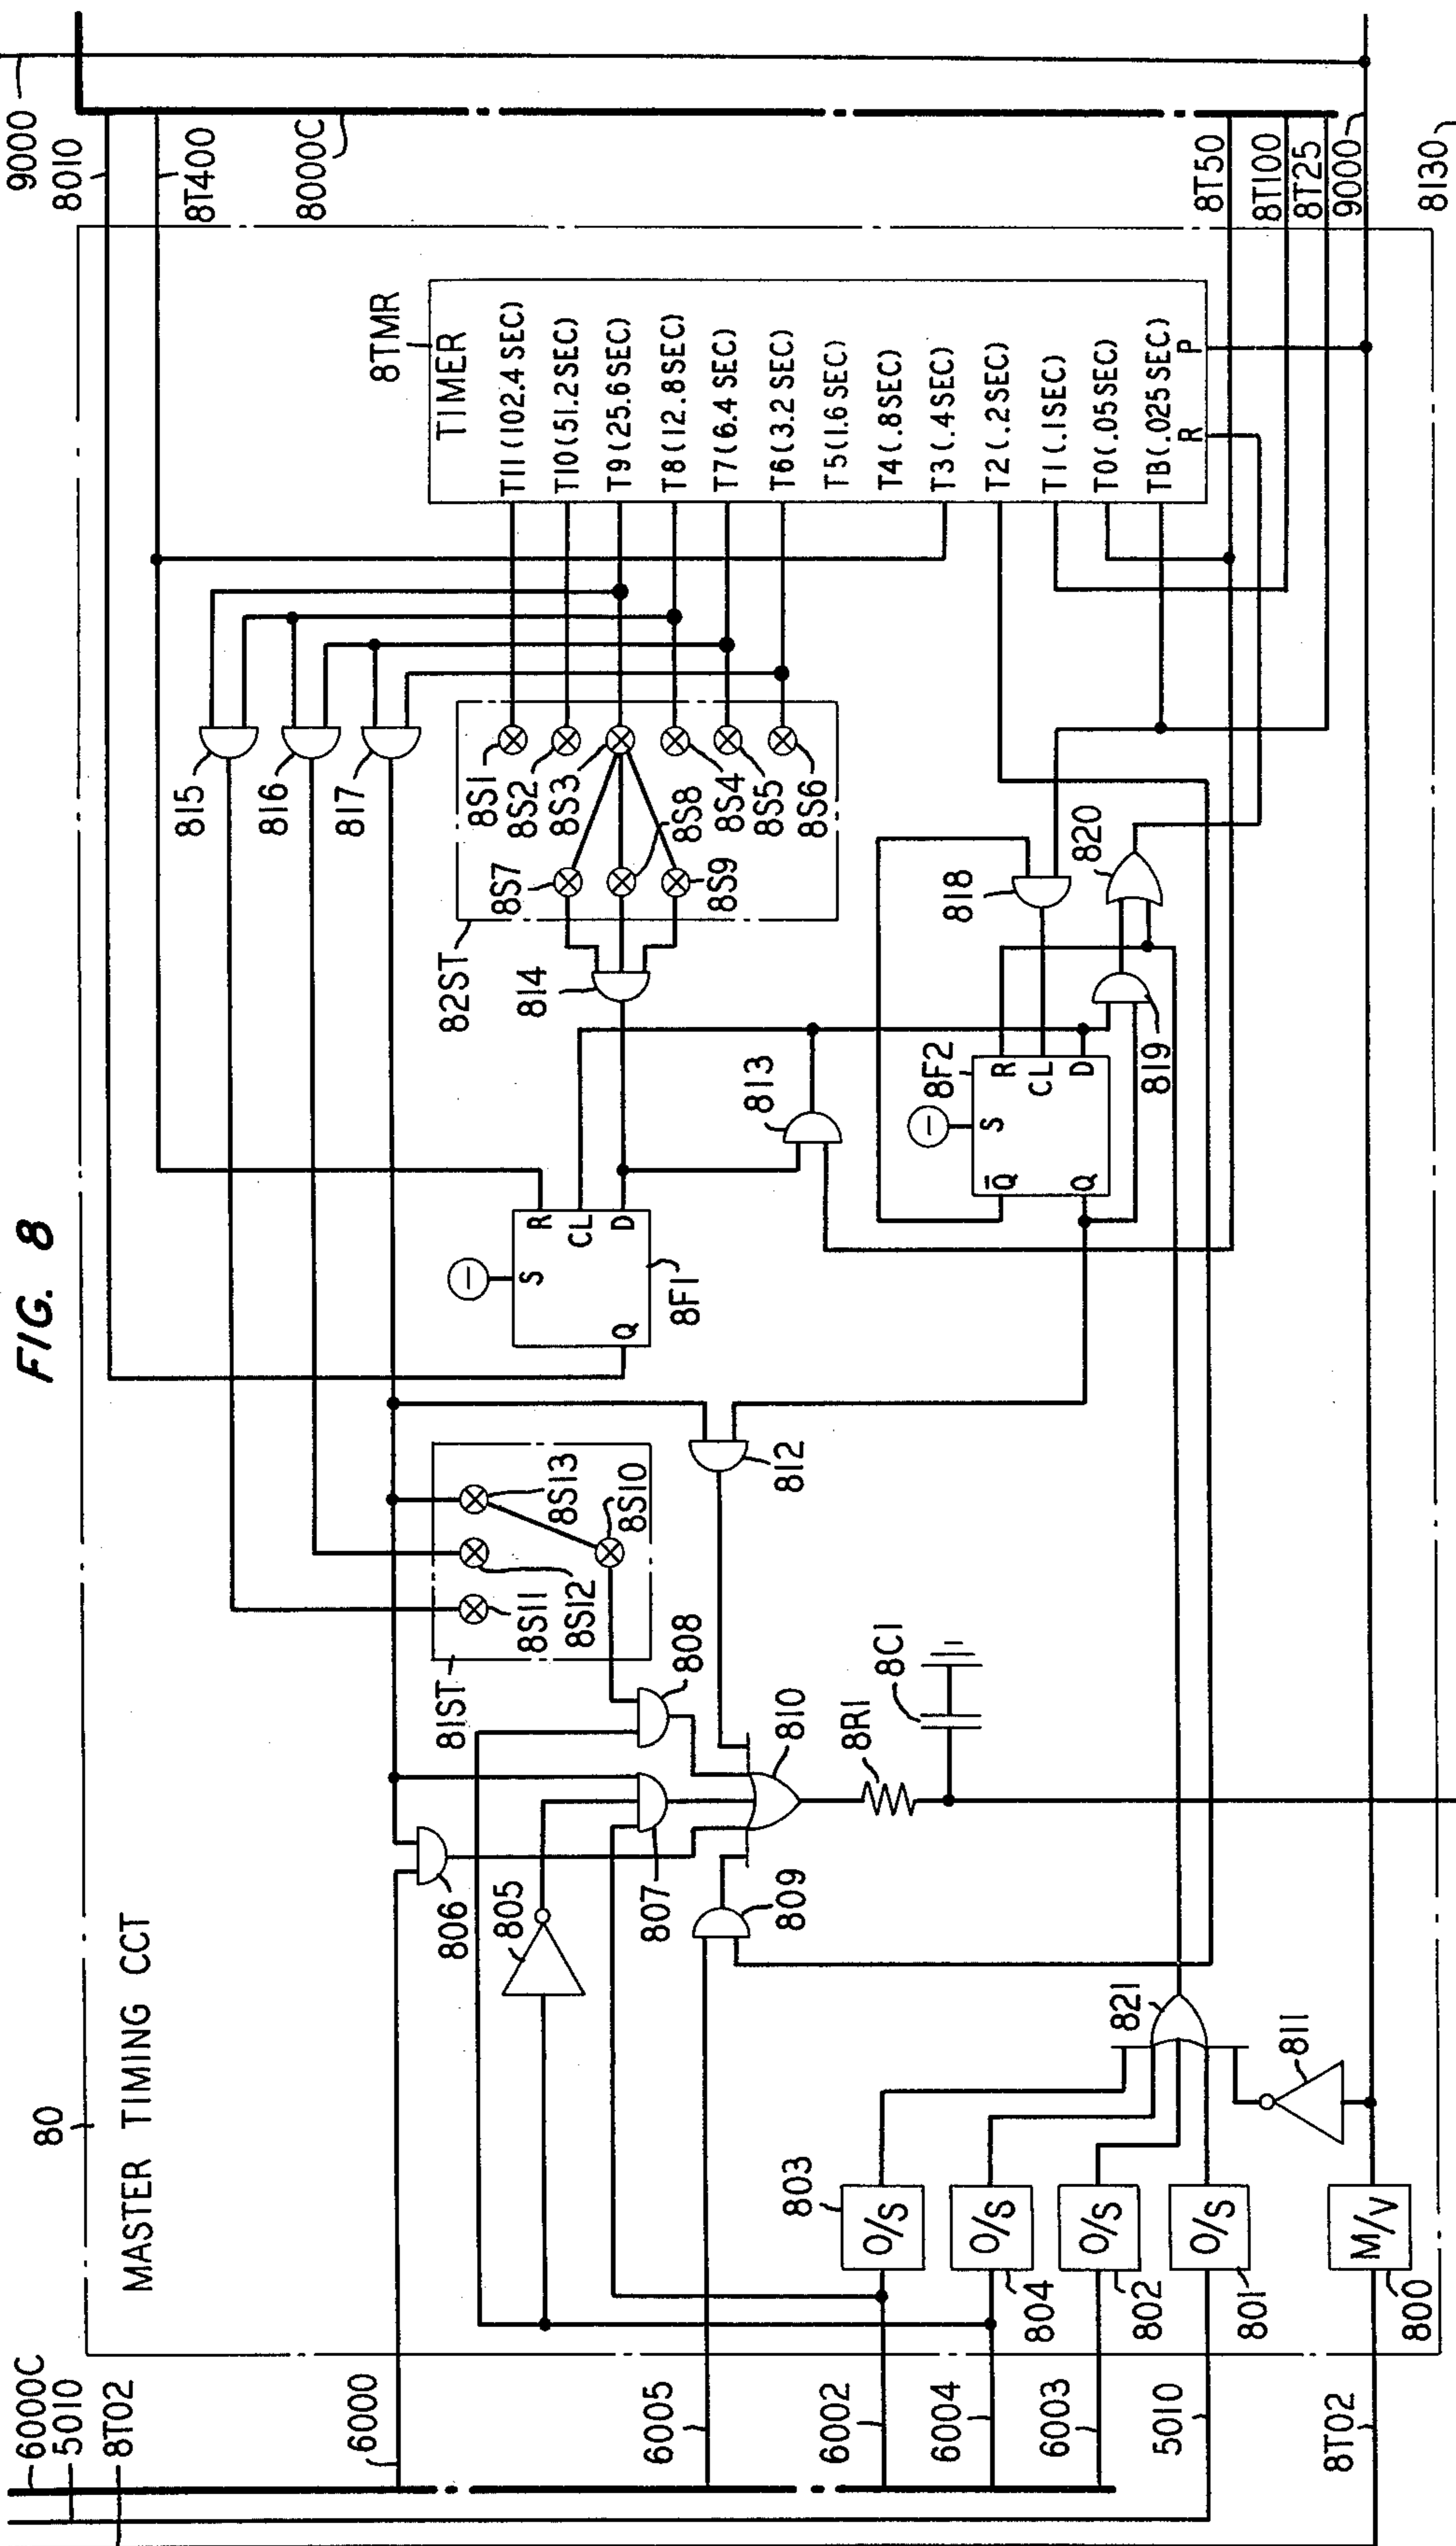 FIG. 8
9000
8010
8T400
8000C
8T50
8T100
8T25
9000
8130
8TMR
TIMER
T11 (102.4 SEC)
T10 (51.2 SEC)
T9 (25.6 SEC)
T8 (12.8 SEC)
T7 (6.4 SEC)
T6 (3.2 SEC)
T5 (1.6 SEC)
T4 (.8 SEC)
T3 (.4 SEC)
T2 (.2 SEC)
T1 (.1 SEC)
T0 (.05 SEC)
TB (.025 SEC)
R
P
815
816
817
8S1
8S2
8S3
8S8
8S4
8S5
8S6
8S7
8S9
82ST
814
818
820
813
8F2
819
S
R
CL
D
Q̄
Q
–
–
S
R
CL
D
Q
8F1
812
8S13
8S10
8S12
8S11
81ST
808
810
8R1
8C1
807
806
805
809
821
811
80
MASTER TIMING CCT
803
O/S
804
O/S
802
O/S
801
O/S
800
M/V
6000C
5010
8T02
6000
6005
6002
6004
6003
5010
8T02